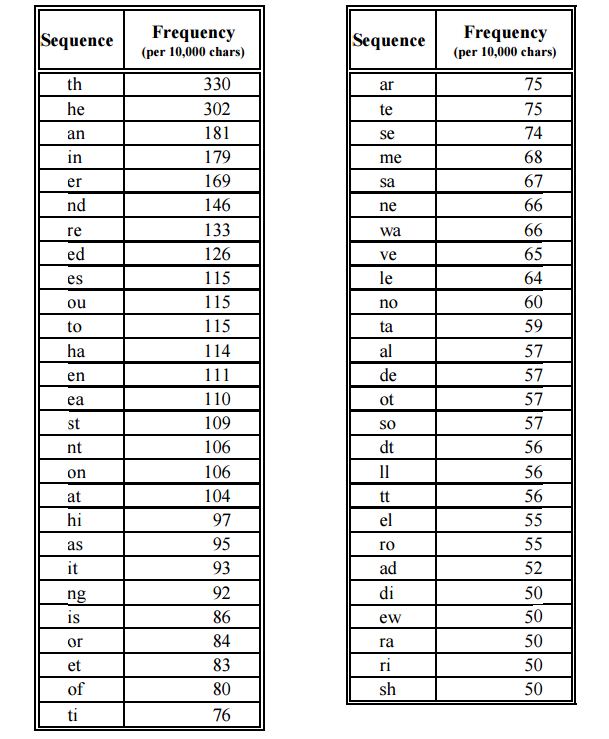 Sequence Frequency
(per 10,000 chars)
th 330
he 302
an 181
in 179
er 169
nd 146
re 133
ed 126
es 115
ou 115
to 115
ha 114
en 111
ea 110
st 109
nt 106
on 106
at 104
hi 97
as 95
it 93
ng 92
is 86
or 84
et 83
of 80
ti 76
Sequence Frequency
(per 10,000 chars)
ar 75
te 75
se 74
me 68
sa 67
ne 66
wa 66
ve 65
le 64
no 60
ta 59
al 57
de 57
ot 57
so 57
dt 56
ll 56
tt 56
el 55
ro 55
ad 52
di 50
ew 50
ra 50
ri 50
sh 50